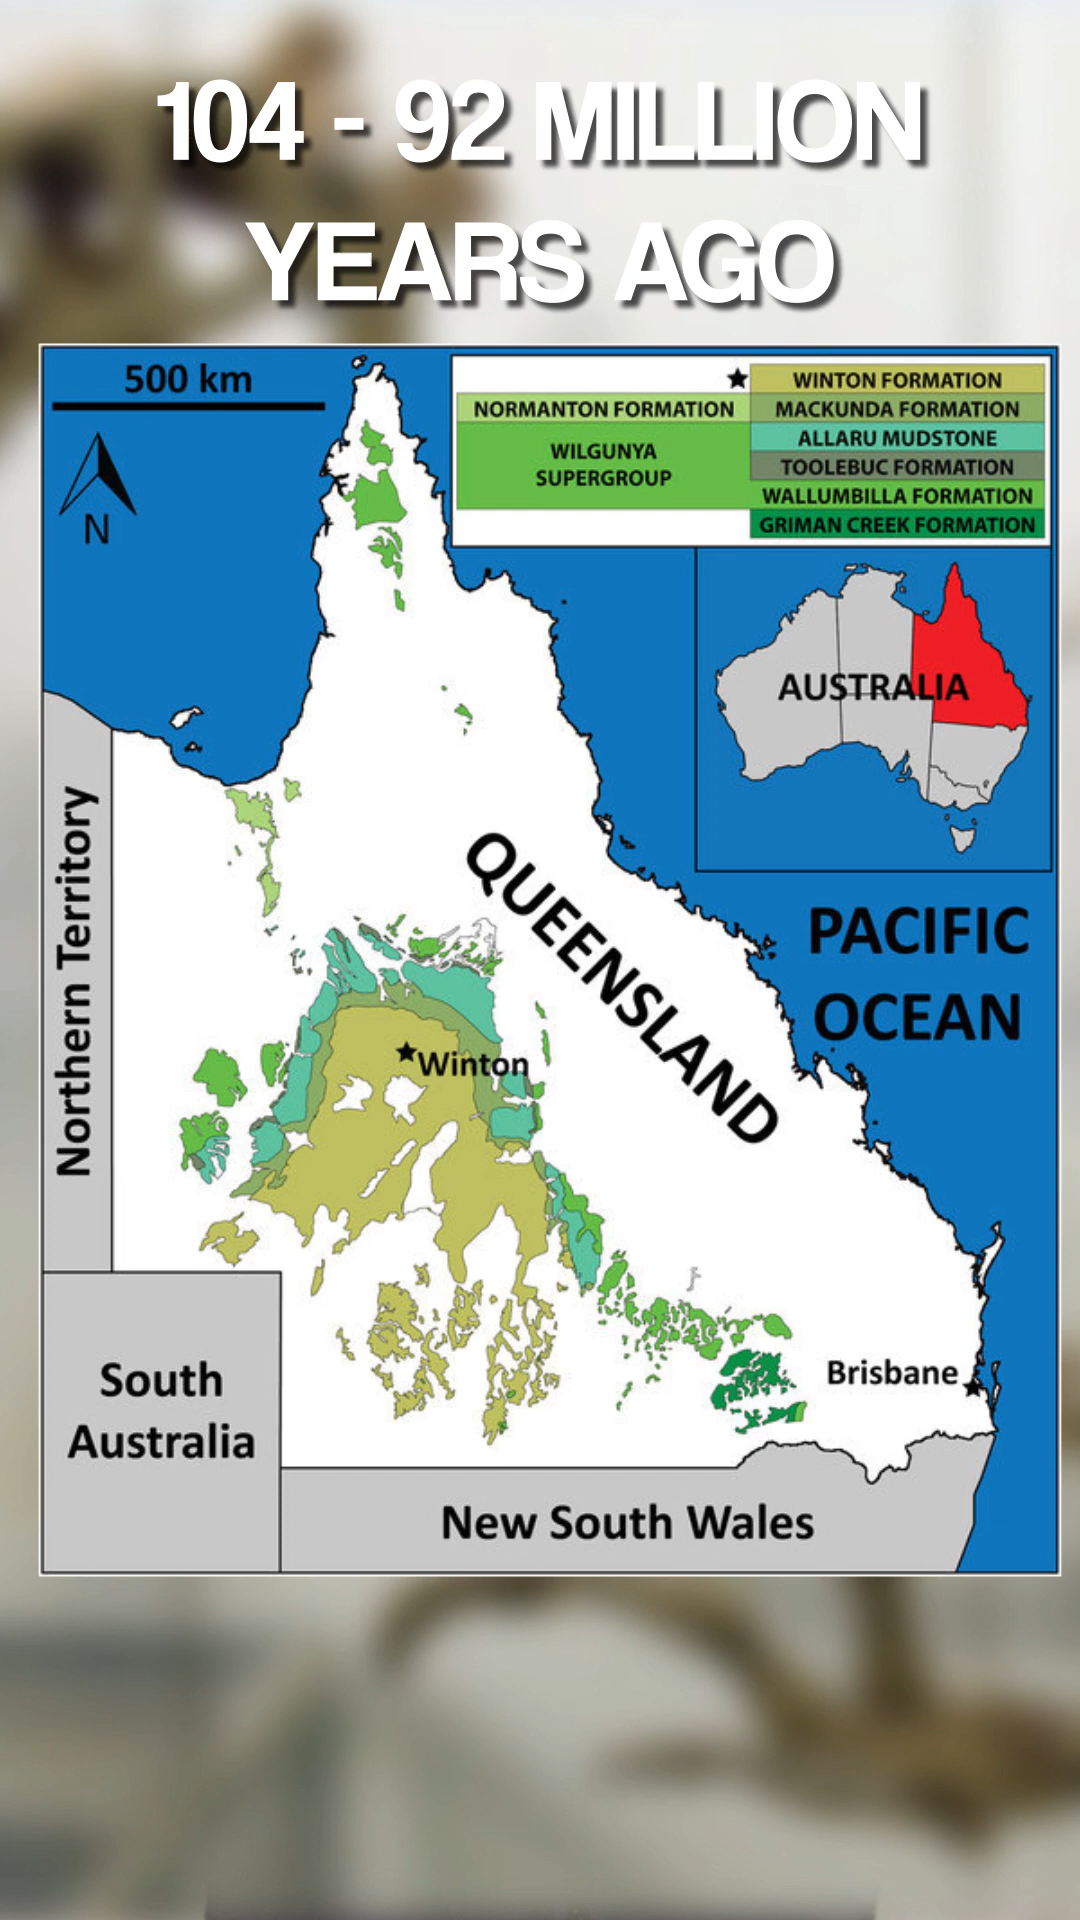 104 - 92 MILLION
YEARS AGO
500 km
N
WINTON FORMATION
NORMANTON FORMATION
MACKUNDA FORMATION
WILGUNYA
SUPERGROUP
ALLARU MUDSTONE
TOOLEBUC FORMATION
WALLUMBILLA FORMATION
GRIMAN CREEK FORMATION
AUSTRALIA
Northern Territory
QUEENSLAND
PACIFIC
OCEAN
Winton
Brisbane
South
Australia
New South Wales